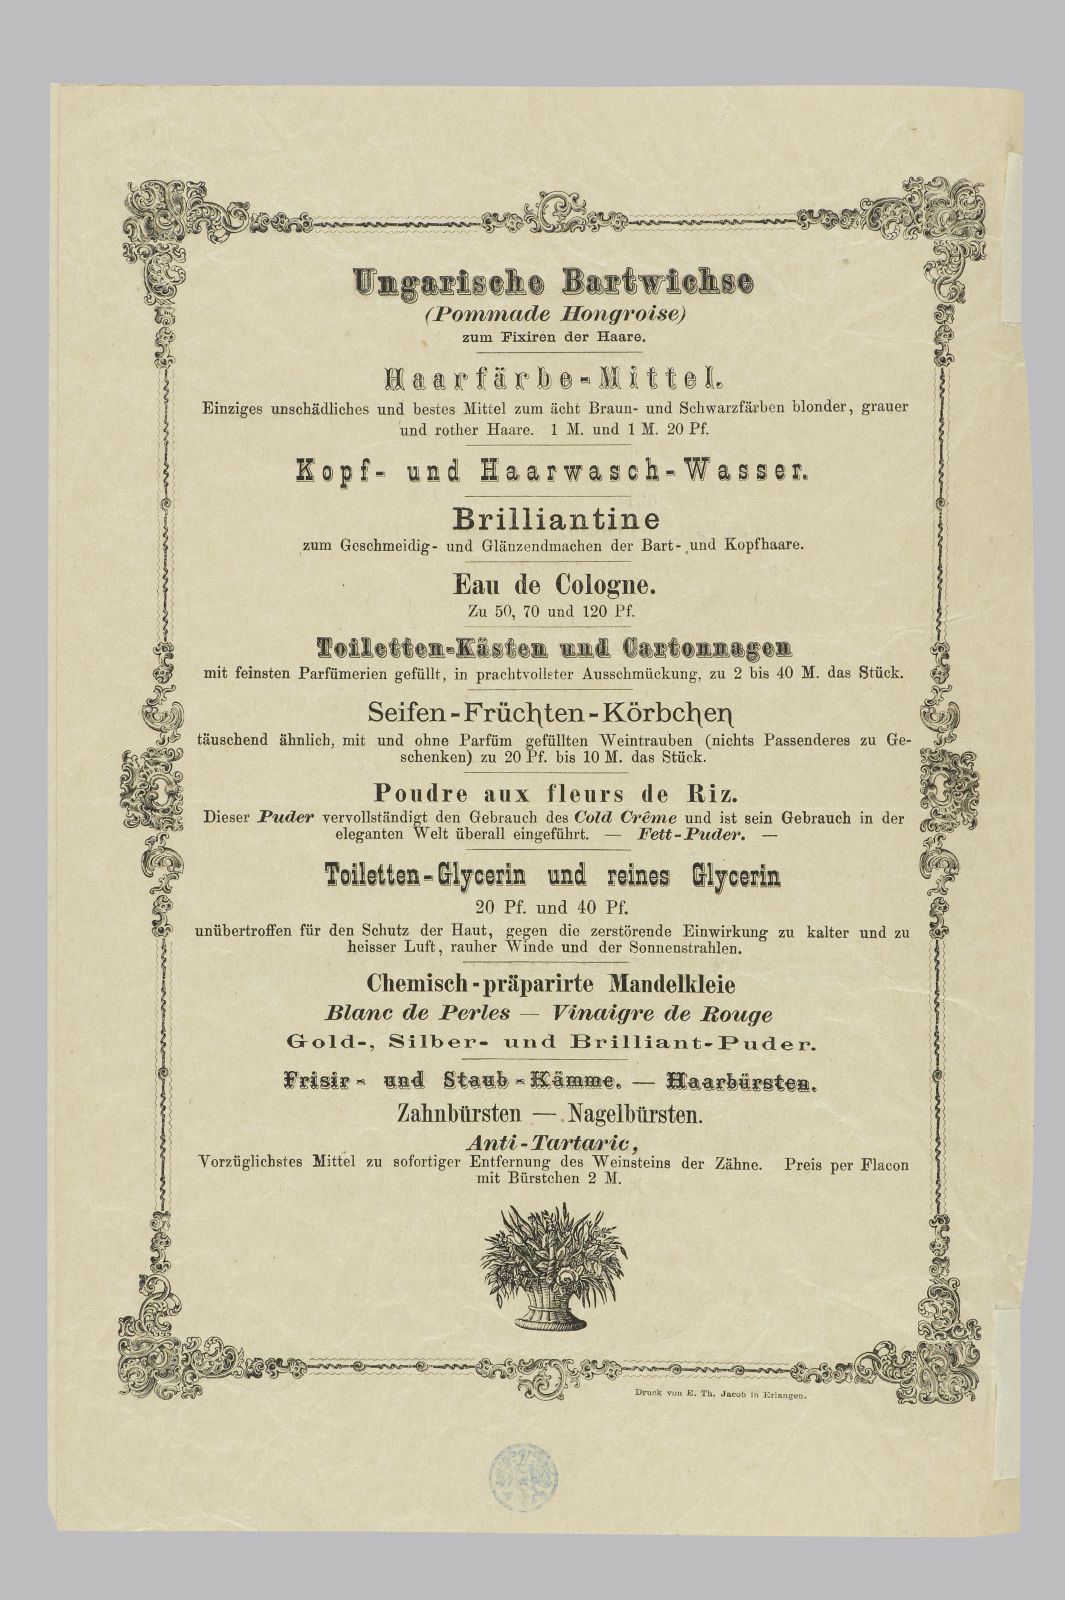 Ungarische Bartwichse
(Pommade Hongroise)
zum Fixiren der Haare.
Haarfärbe-Mittel.
Einziges unschädliches und bestes Mittel zum ächt Braun- und Schwarzfärben blonder, grauer
und rother Haare. 1 M. und 1 M. 20 Pf.
Kopf- und Haarwasch-Wasser.
Brilliantine
zum Geschmeidig- und Glänzendmachen der Bart- und Kopfhaare.
Eau de Cologne.
Zu 50, 70 und 120 Pf.
Toiletten-Kästen und Cartonnagen
mit feinsten Parfümerien gefüllt, in prachtvollster Ausschmückung, zu 2 bis 40 M. das Stück.
Seifen-Früchten-Körbchen
täuschend ähnlich, mit und ohne Parfüm gefüllten Weintrauben (nichts Passenderes zu Ge-
schenken) zu 20 Pf. bis 10 M. das Stück.
Poudre aux fleurs de Riz.
Dieser Puder vervollständigt den Gebrauch des Cold Crême und ist sein Gebrauch in der
eleganten Welt überall eingeführt. — Fett-Puder. —
Toiletten-Glycerin und reines Glycerin
20 Pf. und 40 Pf.
unübertroffen für den Schutz der Haut, gegen die zerstörende Einwirkung zu kalter und zu
heisser Luft, rauher Winde und der Sonnenstrahlen.
Chemisch-präparirte Mandelkleie
Blanc de Perles — Vinaigre de Rouge
Gold-, Silber- und Brilliant-Puder.
Frisir- und Staub-Kämme. — Haarbürsten.
Zahnbürsten — Nagelbürsten.
Anti-Tartaric,
Vorzüglichstes Mittel zu sofortiger Entfernung des Weinsteins der Zähne. Preis per Flacon
mit Bürstchen 2 M.
Druck von E. Th. Jacob in Erlangen.